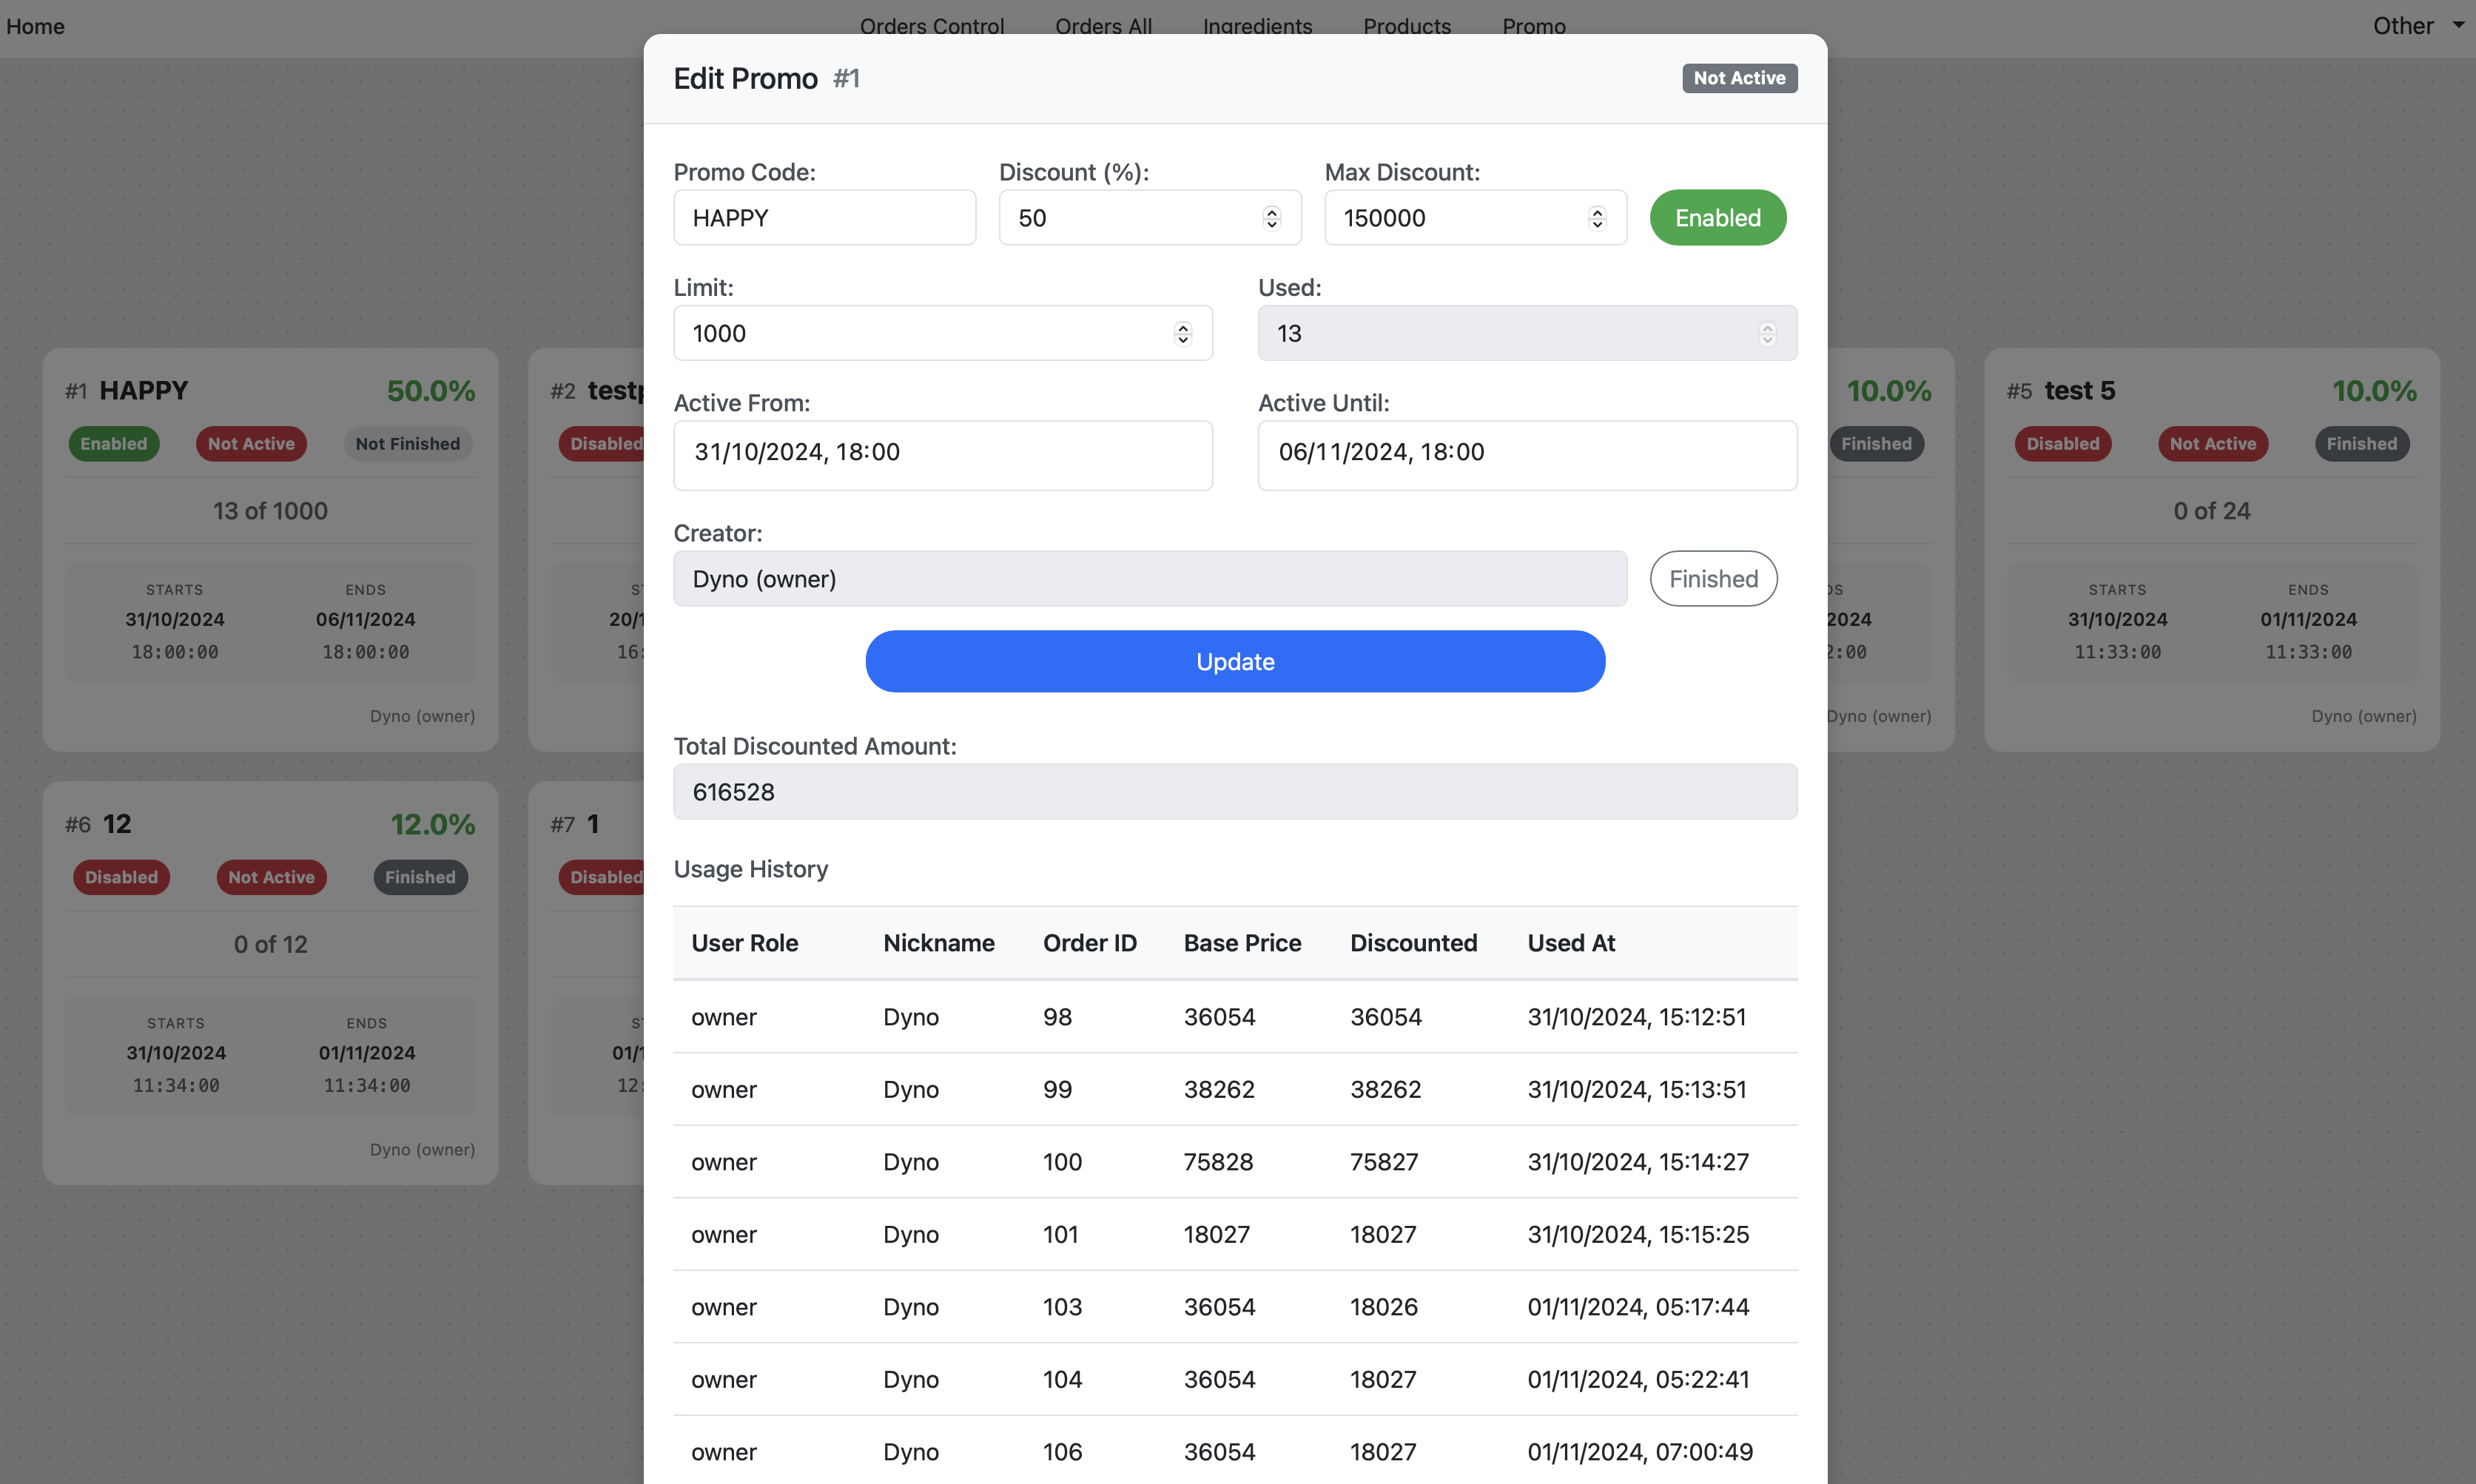 Home Orders Control Orders All Ingredients Products Promo Other
Edit Promo #1 Not Active
Promo Code: Discount (%): Max Discount:
HAPPY 50 150000 Enabled
Limit: Used:
1000 13
Active From: Active Until:
31/10/2024, 18:00 06/11/2024, 18:00
Creator:
Dyno (owner) Finished
Update
Total Discounted Amount:
616528
Usage History
User Role Nickname Order ID Base Price Discounted Used At
owner Dyno 98 36054 36054 31/10/2024, 15:12:51
owner Dyno 99 38262 38262 31/10/2024, 15:13:51
owner Dyno 100 75828 75827 31/10/2024, 15:14:27
owner Dyno 101 18027 18027 31/10/2024, 15:15:25
owner Dyno 103 36054 18026 01/11/2024, 05:17:44
owner Dyno 104 36054 18027 01/11/2024, 05:22:41
owner Dyno 106 36054 18027 01/11/2024, 07:00:49
#1 HAPPY 50.0%
Enabled Not Active Not Finished
13 of 1000
STARTS ENDS
31/10/2024 06/11/2024
18:00:00 18:00:00
Dyno (owner)
#2
Disabled
10.0%
Finished
Dyno (owner)
#5 test 5 10.0%
Disabled Not Active Finished
0 of 24
STARTS ENDS
31/10/2024 01/11/2024
11:33:00 11:33:00
Dyno (owner)
#6 12 12.0%
Disabled Not Active Finished
0 of 12
STARTS ENDS
31/10/2024 01/11/2024
11:34:00 11:34:00
Dyno (owner)
#7 1
Disabled